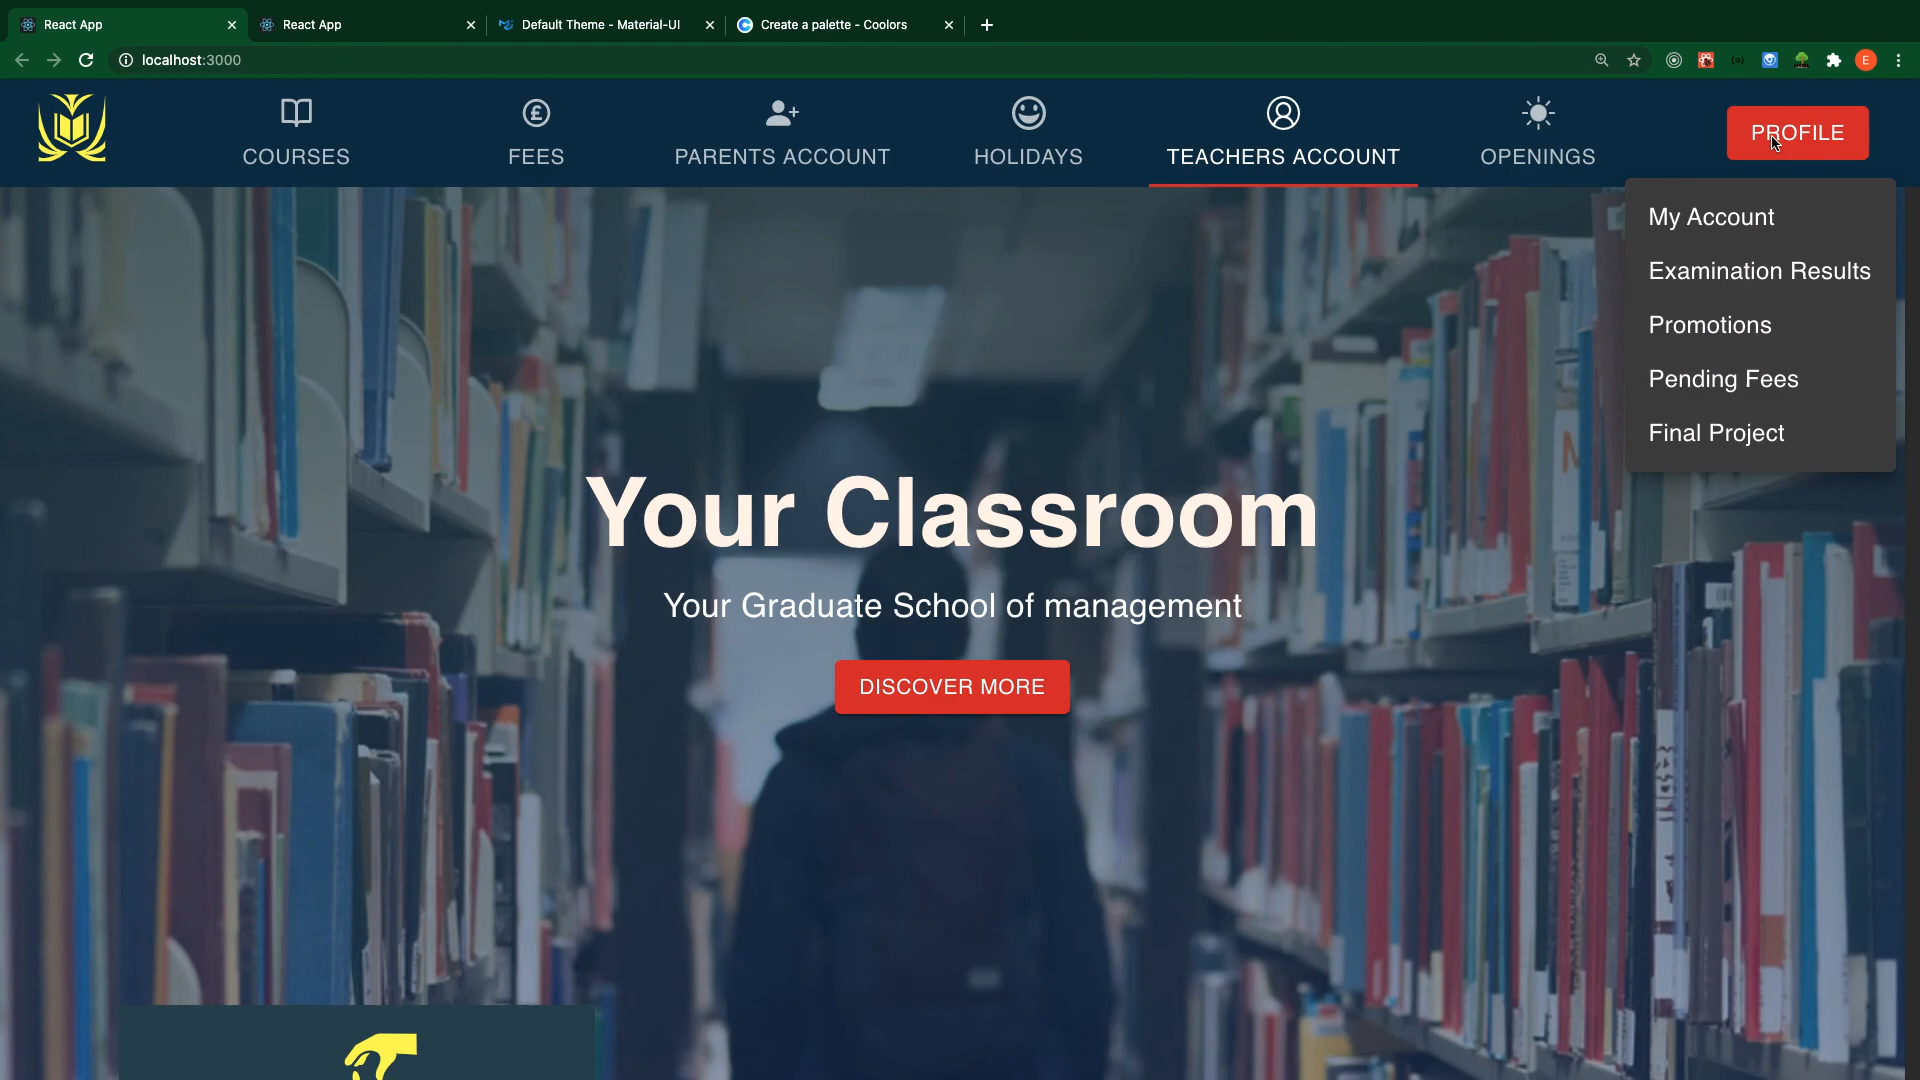 React App
React App
Default Theme - Material-UI
Create a palette - Coolors
localhost:3000
E
COURSES
FEES
PARENTS ACCOUNT
HOLIDAYS
TEACHERS ACCOUNT
OPENINGS
PROFILE
My Account
Examination Results
Promotions
Pending Fees
Final Project
Your Classroom
Your Graduate School of management
DISCOVER MORE